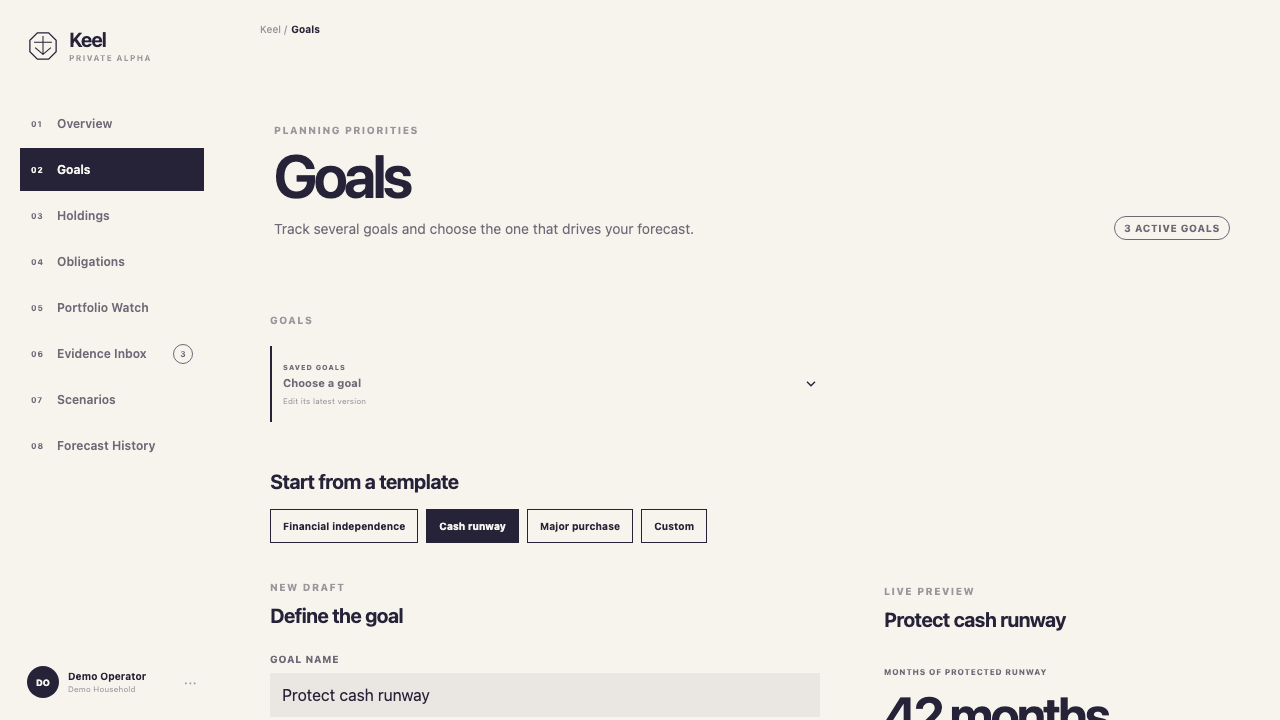 Keel
PRIVATE ALPHA
01 Overview
02 Goals
03 Holdings
04 Obligations
05 Portfolio Watch
06 Evidence Inbox 3
07 Scenarios
08 Forecast History
DO
Demo Operator
Demo Household
...
Keel / Goals
PLANNING PRIORITIES
Goals
Track several goals and choose the one that drives your forecast.
3 ACTIVE GOALS
GOALS
SAVED GOALS
Choose a goal
Edit its latest version
Start from a template
Financial independence
Cash runway
Major purchase
Custom
NEW DRAFT
Define the goal
GOAL NAME
Protect cash runway
LIVE PREVIEW
Protect cash runway
MONTHS OF PROTECTED RUNWAY
42 months